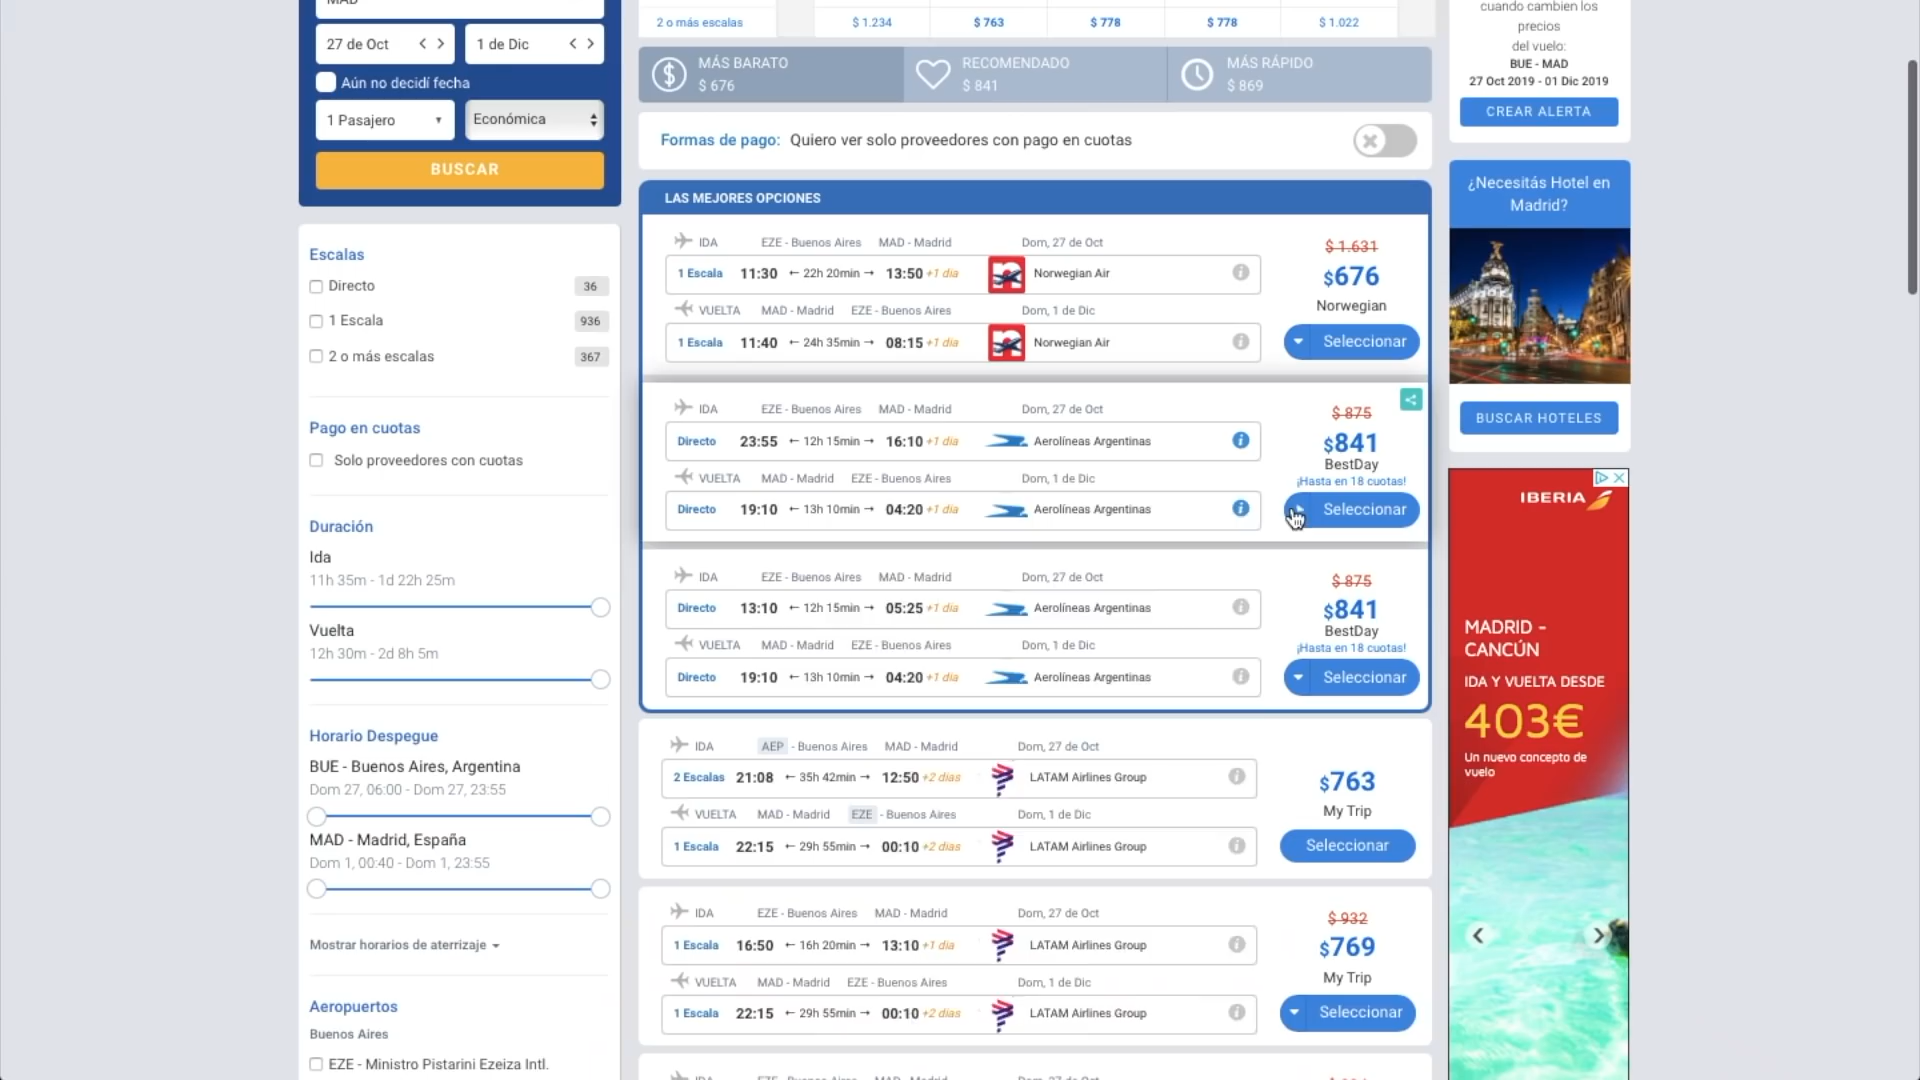 MAD
27 de Oct
1 de Dic
Aún no decidí fecha
1 Pasajero
Económica
BUSCAR
Escalas
Directo 36
1 Escala 936
2 o más escalas 367
Pago en cuotas
Solo proveedores con cuotas
Duración
Ida
11h 35m - 1d 22h 25m
Vuelta
12h 30m - 2d 8h 5m
Horario Despegue
BUE - Buenos Aires, Argentina
Dom 27, 06:00 - Dom 27, 23:55
MAD - Madrid, España
Dom 1, 00:40 - Dom 1, 23:55
Mostrar horarios de aterrizaje
Aeropuertos
Buenos Aires
EZE - Ministro Pistarini Ezeiza Intl.
2 o más escalas $ 1.234 $ 763 $ 778 $ 778 $ 1.022
MÁS BARATO
$ 676
RECOMENDADO
$ 841
MÁS RÁPIDO
$ 869
Formas de pago: Quiero ver solo proveedores con pago en cuotas
LAS MEJORES OPCIONES
IDA EZE - Buenos Aires MAD - Madrid Dom, 27 de Oct
1 Escala 11:30 ← 22h 20min → 13:50 +1 dia Norwegian Air
VUELTA MAD - Madrid EZE - Buenos Aires Dom, 1 de Dic
1 Escala 11:40 ← 24h 35min → 08:15 +1 dia Norwegian Air
$ 1.631
$676
Norwegian
Seleccionar
IDA EZE - Buenos Aires MAD - Madrid Dom, 27 de Oct
Directo 23:55 ← 12h 15min → 16:10 +1 dia Aerolíneas Argentinas
VUELTA MAD - Madrid EZE - Buenos Aires Dom, 1 de Dic
Directo 19:10 ← 13h 10min → 04:20 +1 dia Aerolíneas Argentinas
$ 875
$841
BestDay
¡Hasta en 18 cuotas!
Seleccionar
IDA EZE - Buenos Aires MAD - Madrid Dom, 27 de Oct
Directo 13:10 ← 12h 15min → 05:25 +1 dia Aerolíneas Argentinas
VUELTA MAD - Madrid EZE - Buenos Aires Dom, 1 de Dic
Directo 19:10 ← 13h 10min → 04:20 +1 dia Aerolíneas Argentinas
$ 875
$841
BestDay
¡Hasta en 18 cuotas!
Seleccionar
IDA AEP - Buenos Aires MAD - Madrid Dom, 27 de Oct
2 Escalas 21:08 ← 35h 42min → 12:50 +2 dias LATAM Airlines Group
VUELTA MAD - Madrid EZE - Buenos Aires Dom, 1 de Dic
1 Escala 22:15 ← 29h 55min → 00:10 +2 dias LATAM Airlines Group
$763
My Trip
Seleccionar
IDA EZE - Buenos Aires MAD - Madrid Dom, 27 de Oct
1 Escala 16:50 ← 16h 20min → 13:10 +1 dia LATAM Airlines Group
VUELTA MAD - Madrid EZE - Buenos Aires Dom, 1 de Dic
1 Escala 22:15 ← 29h 55min → 00:10 +2 dias LATAM Airlines Group
$ 932
$769
My Trip
Seleccionar
cuando cambien los
precios
del vuelo:
BUE - MAD
27 Oct 2019 - 01 Dic 2019
CREAR ALERTA
¿Necesitás Hotel en
Madrid?
BUSCAR HOTELES
IBERIA
MADRID -
CANCÚN
IDA Y VUELTA DESDE
403€
Un nuevo concepto de
vuelo